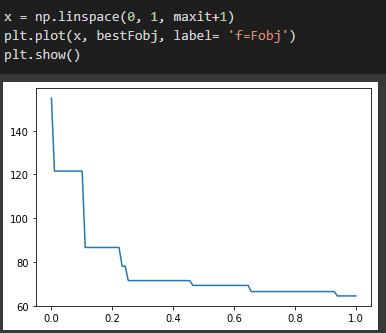 x = np.linspace(0, 1, maxit+1)
plt.plot(x, bestFobj, label= 'f=Fobj')
plt.show()
140
120
100
80
60
0.0 0.2 0.4 0.6 0.8 1.0